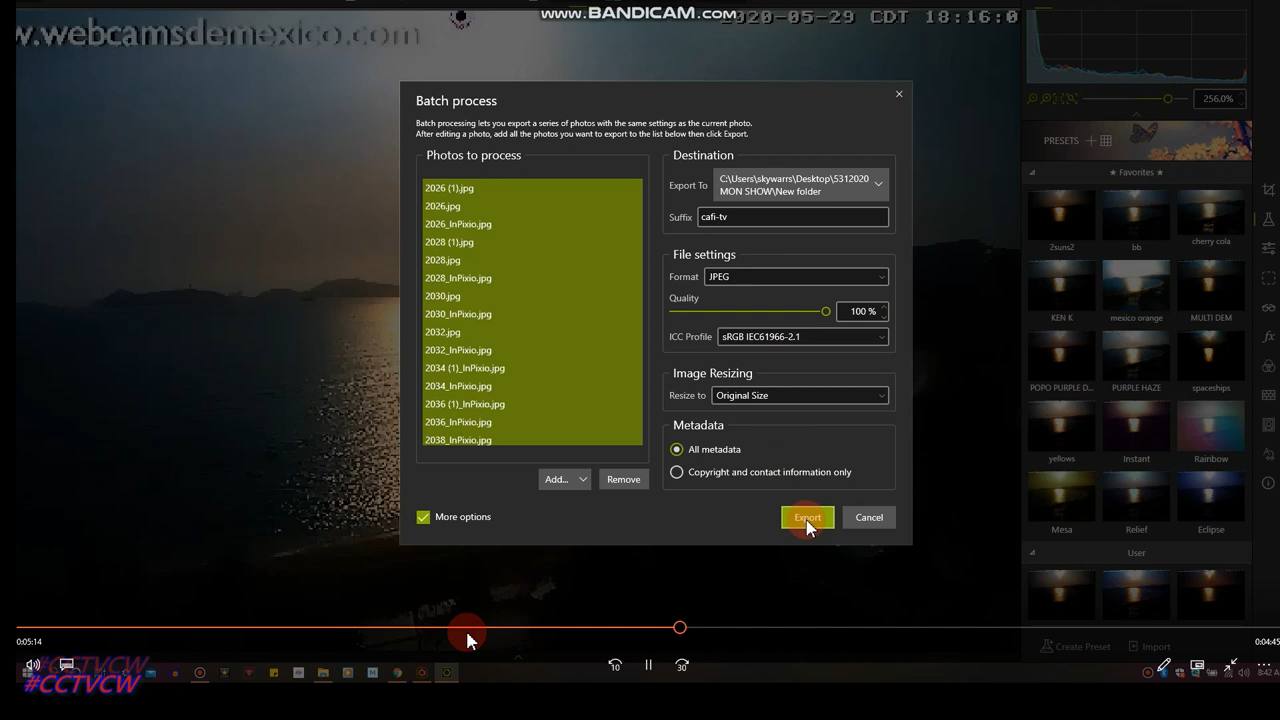 www.BANDICAM.com
2020-05-29 CDT 18:16:0
w.webcamsdemexico.com
256.0%
Batch process
Batch processing lets you export a series of photos with the same settings as the current photo.
After editing a photo, add all the photos you want to export to the list below then click Export.
Photos to process
2026 (1).jpg
2026.jpg
2026_InPixio.jpg
2028 (1).jpg
2028.jpg
2028_InPixio.jpg
2030.jpg
2030_InPixio.jpg
2032.jpg
2032_InPixio.jpg
2034 (1)_InPixio.jpg
2034_InPixio.jpg
2036 (1)_InPixio.jpg
2036_InPixio.jpg
2038_InPixio.jpg
Add...
Remove
More options
Destination
Export To
C:\Users\skywarrs\Desktop\5312020
MON SHOW\New folder
Suffix
cafi-tv
File settings
Format
JPEG
Quality
100 %
ICC Profile
sRGB IEC61966-2.1
Image Resizing
Resize to
Original Size
Metadata
All metadata
Copyright and contact information only
Export
Cancel
PRESETS
★ Favorites ★
2suns2
bb
cherry cola
KEN K
mexico orange
MULTI DEM
POPO PURPLE D...
PURPLE HAZE
spaceships
yellows
Instant
Rainbow
Mesa
Relief
Eclipse
User
Create Preset
Import
0:05:14
0:04:45
10
30
#CCTVCW
#CCTVCW
8:42 A